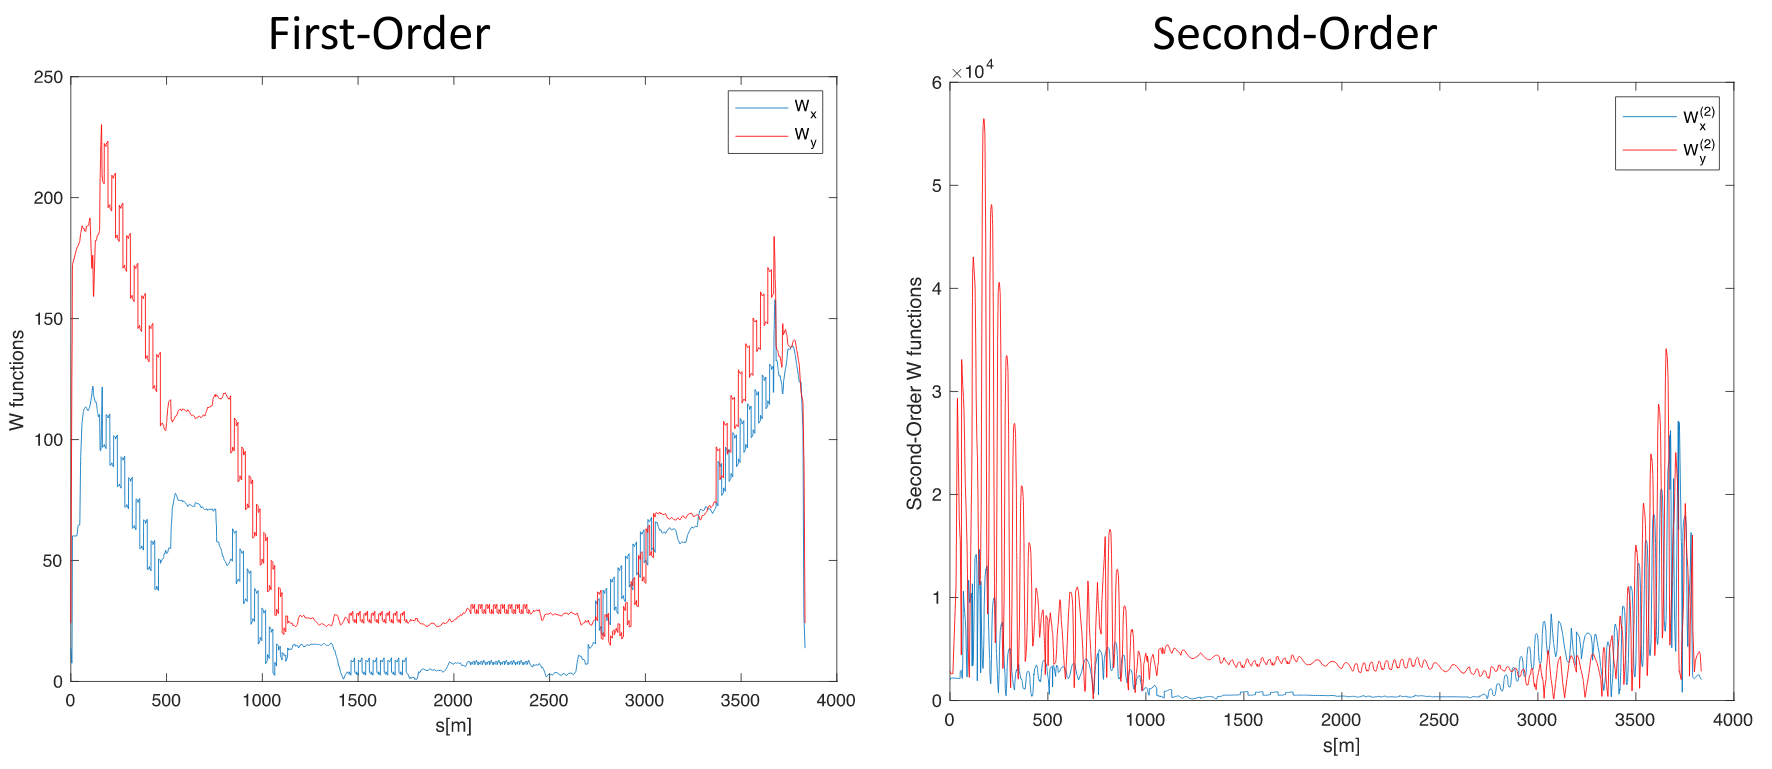 First-Order
Second-Order
250
200
150
100
50
0
W functions
0 500 1000 1500 2000 2500 3000 3500 4000
s[m]
W_x
W_y
×10^4
6
5
4
3
2
1
0
Second-Order W functions
0 500 1000 1500 2000 2500 3000 3500 4000
s[m]
W_x^(2)
W_y^(2)